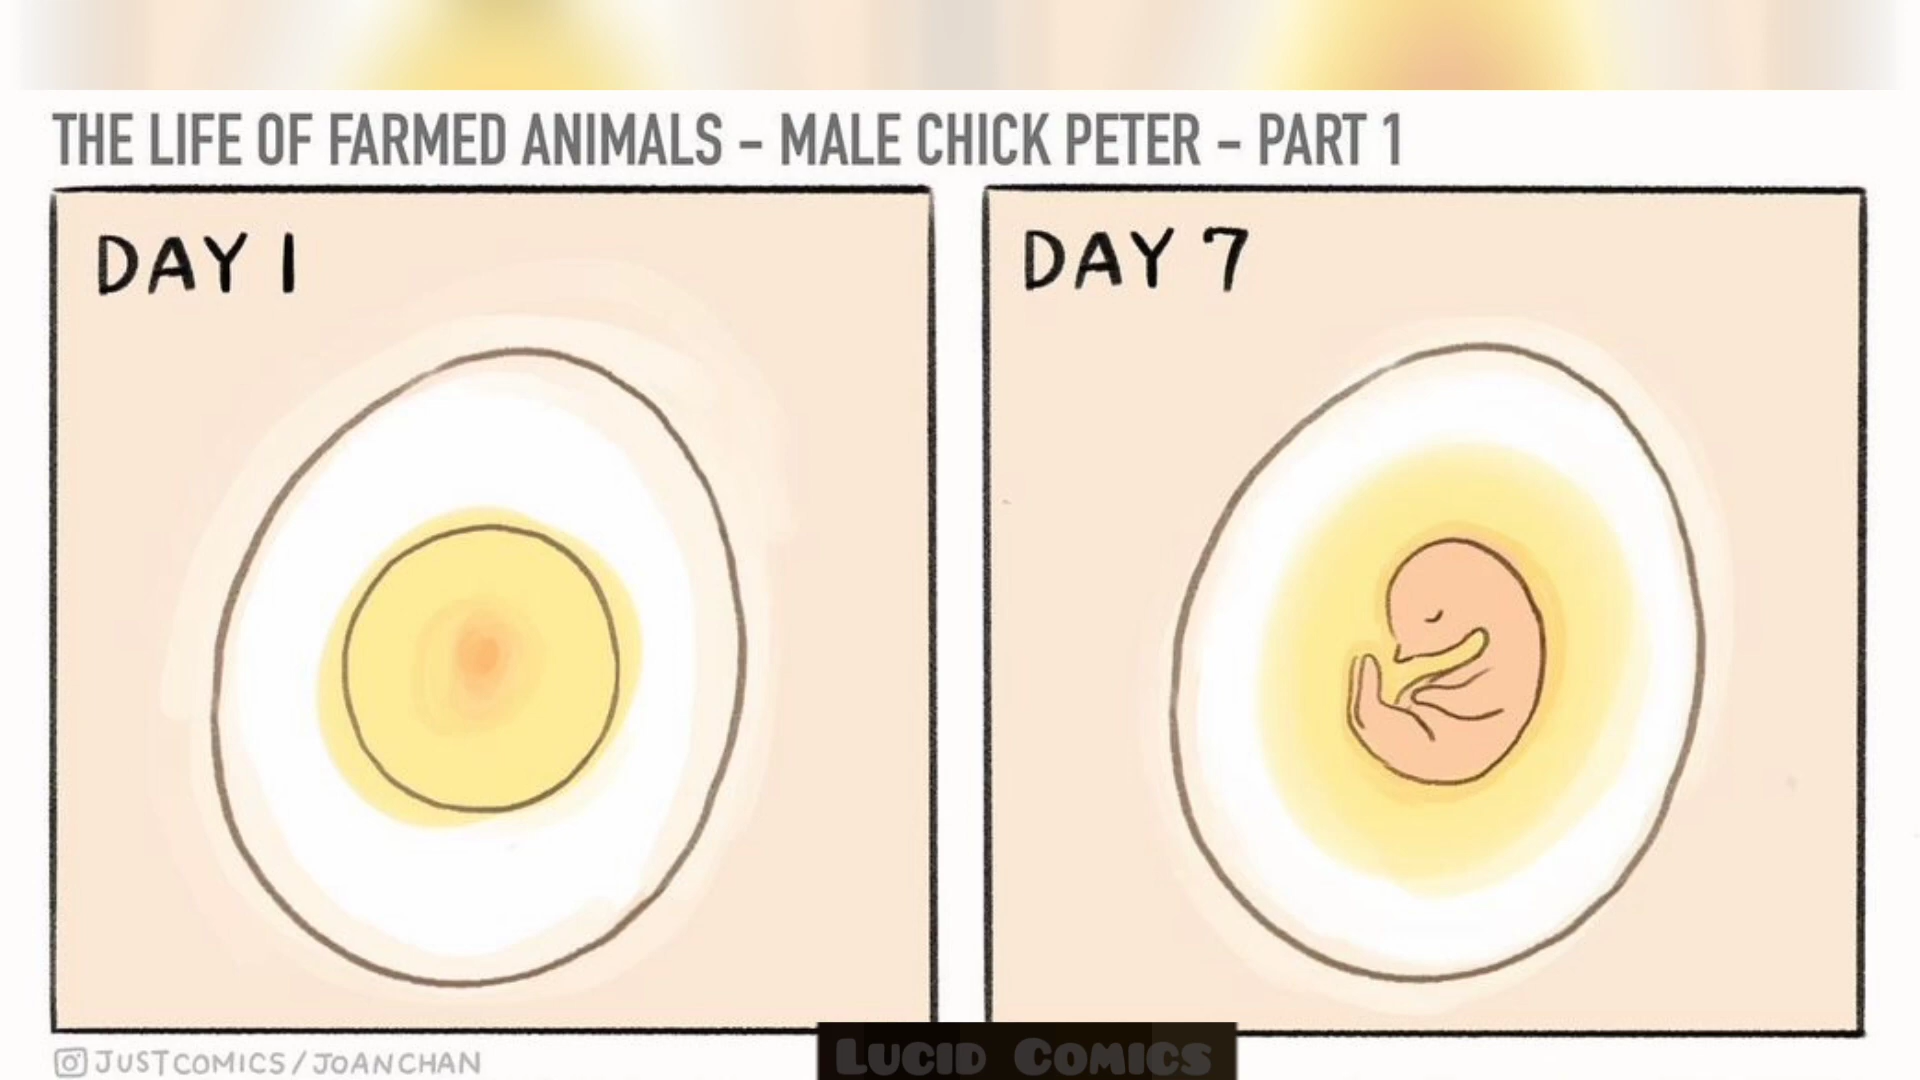 THE LIFE OF FARMED ANIMALS – MALE CHICK PETER – PART 1
DAY 1
DAY 7
JUSTCOMICS / JOANCHAN
LUCID COMICS